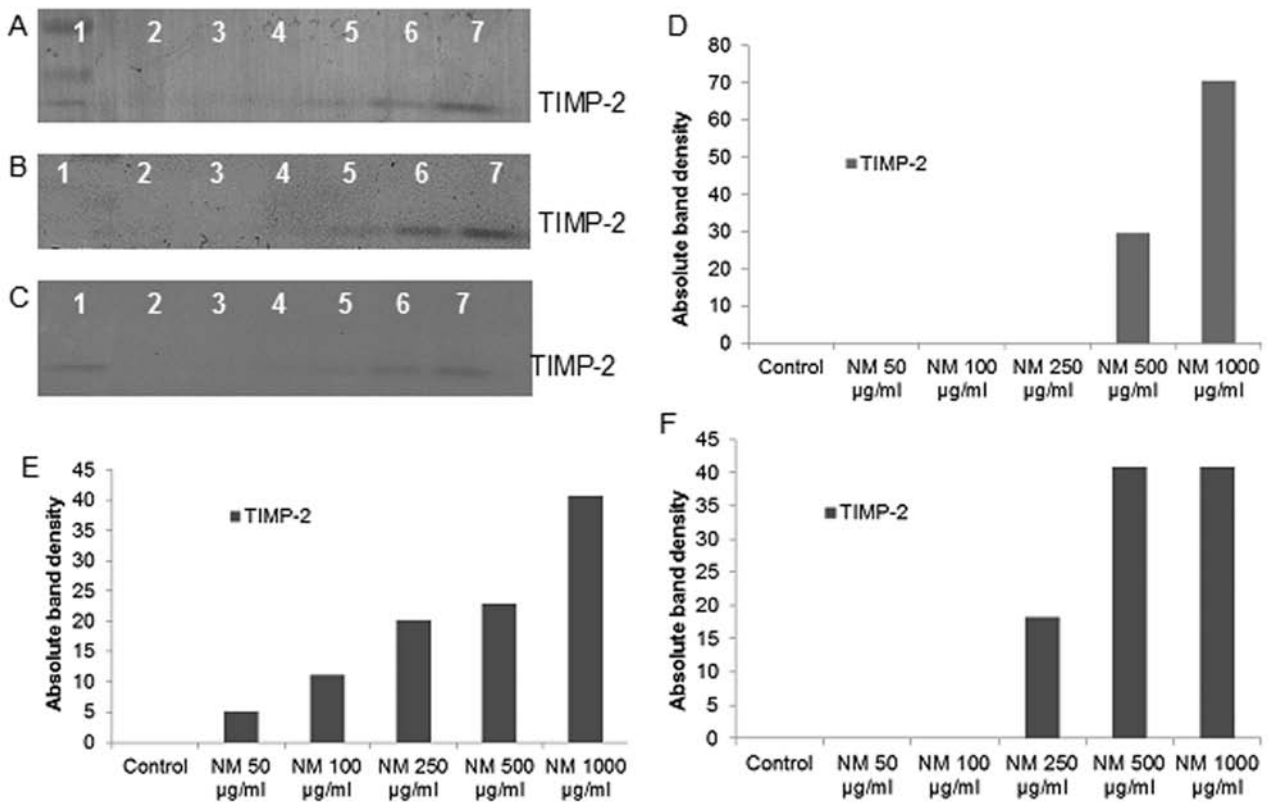 A
1 2 3 4 5 6 7
TIMP-2
B
1 2 3 4 5 6 7
TIMP-2
C
1 2 3 4 5 6 7
TIMP-2
D
Absolute band density
80
70
60
50
40
30
20
10
0
TIMP-2
Control NM 50 NM 100 NM 250 NM 500 NM 1000
µg/ml µg/ml µg/ml µg/ml µg/ml
E
Absolute band density
45
40
35
30
25
20
15
10
5
0
TIMP-2
Control NM 50 NM 100 NM 250 NM 500 NM 1000
µg/ml µg/ml µg/ml µg/ml µg/ml
F
Absolute band density
45
40
35
30
25
20
15
10
5
0
TIMP-2
Control NM 50 NM 100 NM 250 NM 500 NM 1000
µg/ml µg/ml µg/ml µg/ml µg/ml